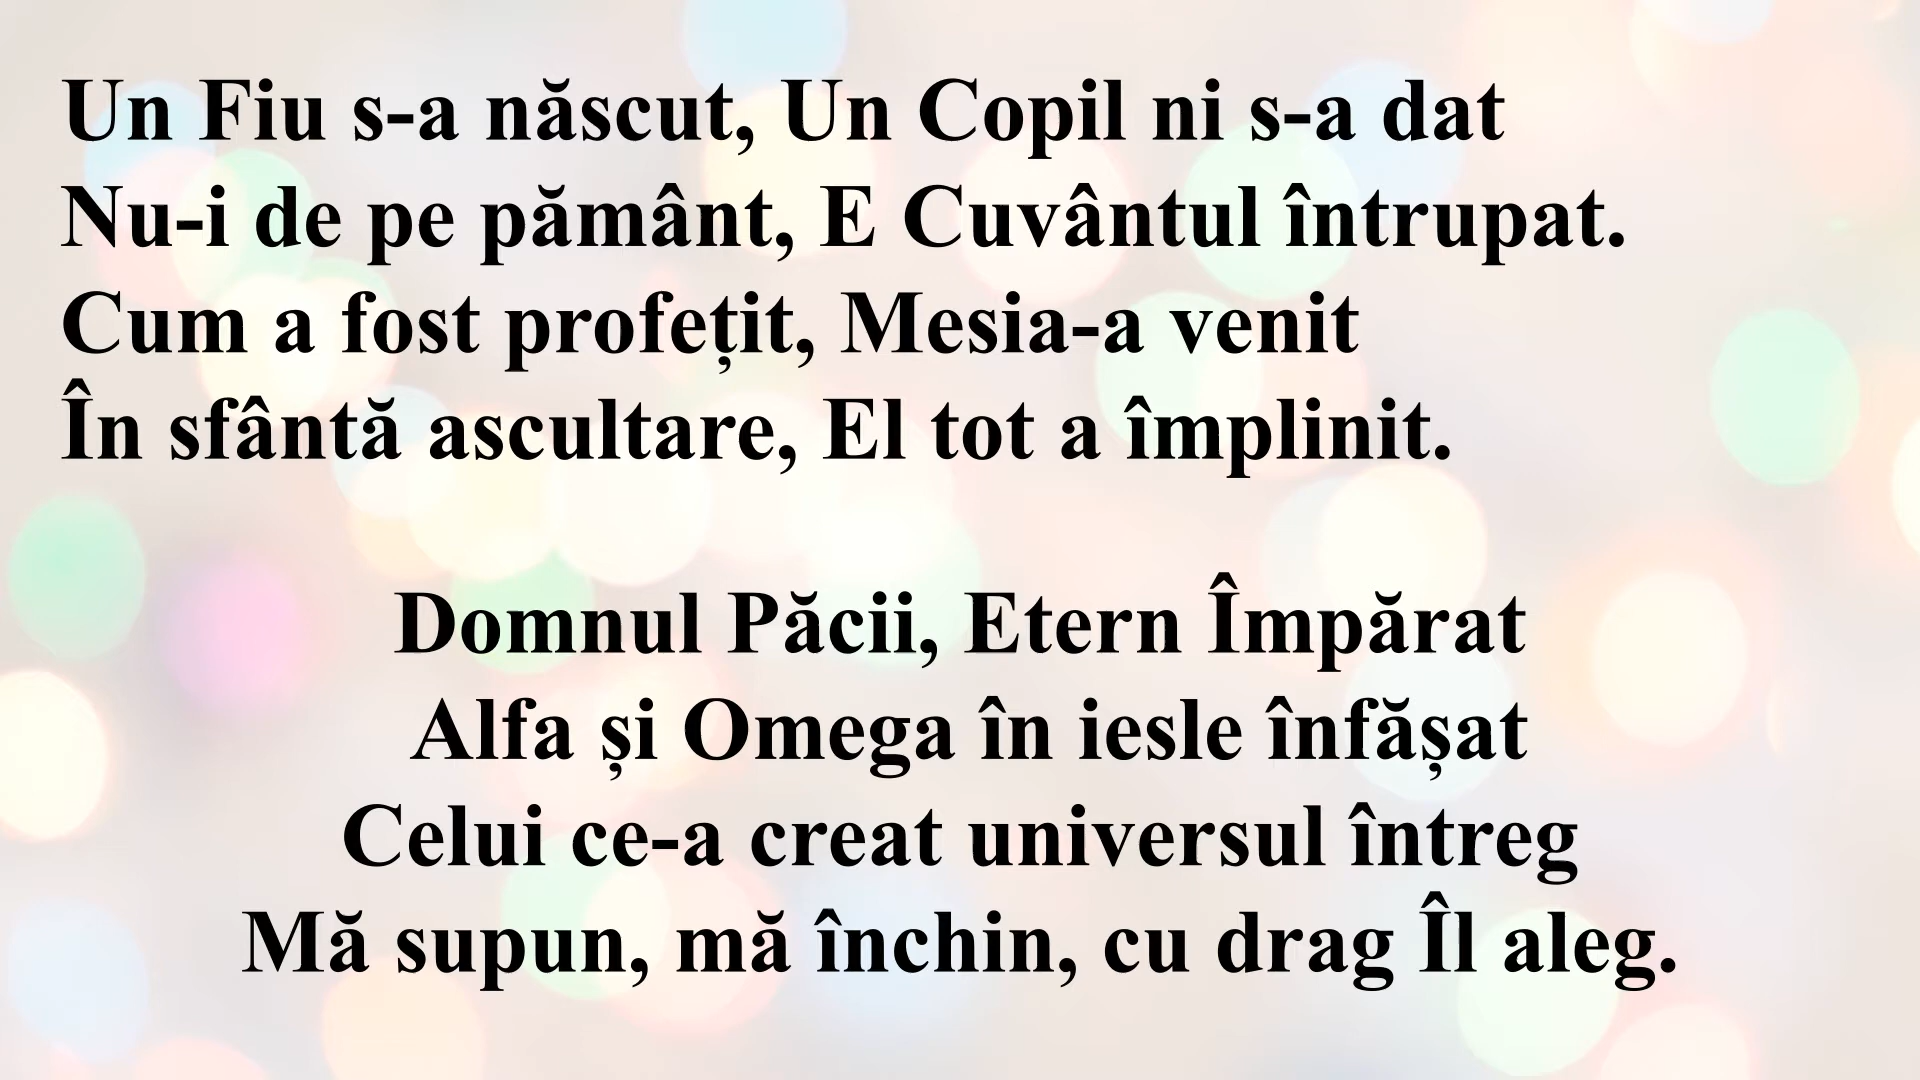 Un Fiu s-a născut, Un Copil ni s-a dat
Nu-i de pe pământ, E Cuvântul întrupat.
Cum a fost profețit, Mesia-a venit
În sfântă ascultare, El tot a împlinit.
Domnul Păcii, Etern Împărat
Alfa și Omega în iesle înfășat
Celui ce-a creat universul întreg
Mă supun, mă închin, cu drag Îl aleg.